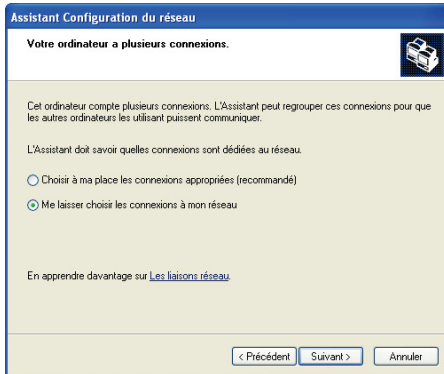 Assistant Configuration du réseau
Votre ordinateur a plusieurs connexions.
Cet ordinateur compte plusieurs connexions. L'Assistant peut regrouper ces connexions pour que
les autres ordinateurs les utilisant puissent communiquer.
L'Assistant doit savoir quelles connexions sont dédiées au réseau.
Choisir à ma place les connexions appropriées (recommandé)
Me laisser choisir les connexions à mon réseau
En apprendre davantage sur Les liaisons réseau.
< Précédent Suivant > Annuler